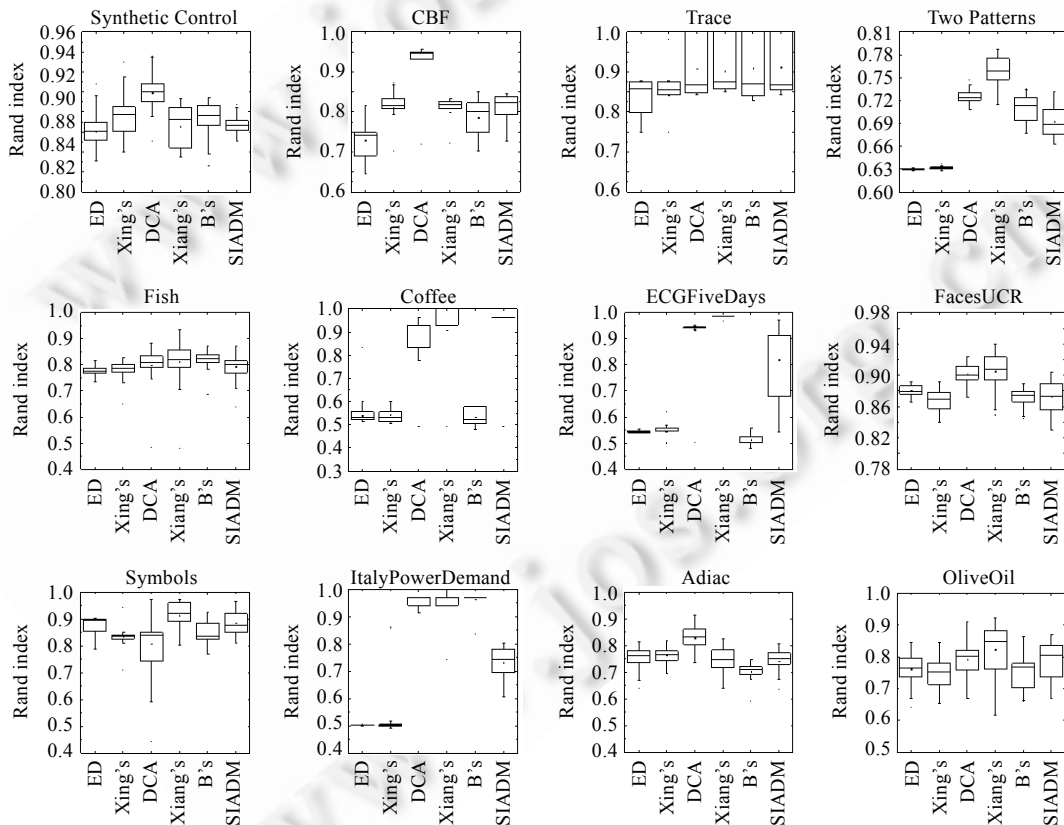 Synthetic Control
Rand index
0.96
0.94
0.92
0.90
0.88
0.84
0.82
0.80
ED
Xing's
DCA
Xiang's
B's
SIADM
CBF
Rand index
1.0
0.9
0.8
0.7
0.6
ED
Xing's
DCA
Xiang's
B's
SIADM
Trace
Rand index
1.0
0.9
0.8
0.7
0.6
ED
Xing's
DCA
Xiang's
B's
SIADM
Two Patterns
Rand index
0.81
0.78
0.75
0.72
0.69
0.63
0.60
ED
Xing's
DCA
Xiang's
B's
SIADM
Fish
Rand index
1.0
0.9
0.8
0.7
0.6
0.5
0.4
ED
Xing's
DCA
Xiang's
B's
SIADM
Coffee
Rand index
1.0
0.9
0.8
0.7
0.6
0.5
0.4
0.3
ED
Xing's
DCA
Xiang's
B's
SIADM
ECGFiveDays
Rand index
1.0
0.9
0.8
0.7
0.6
0.5
0.4
ED
Xing's
DCA
Xiang's
B's
SIADM
FacesUCR
Rand index
0.98
0.94
0.90
0.86
0.82
0.78
ED
Xing's
DCA
Xiang's
B's
SIADM
Symbols
Rand index
1.0
0.9
0.8
0.7
0.6
0.5
0.4
ED
Xing's
DCA
Xiang's
B's
SIADM
ItalyPowerDemand
Rand index
1.0
0.9
0.8
0.7
0.6
0.5
0.4
ED
Xing's
DCA
Xiang's
B's
SIADM
Adiac
Rand index
1.0
0.9
0.8
0.7
0.6
0.5
0.4
ED
Xing's
DCA
Xiang's
B's
SIADM
OliveOil
Rand index
1.0
0.9
0.8
0.7
0.6
0.5
ED
Xing's
DCA
Xiang's
B's
SIADM